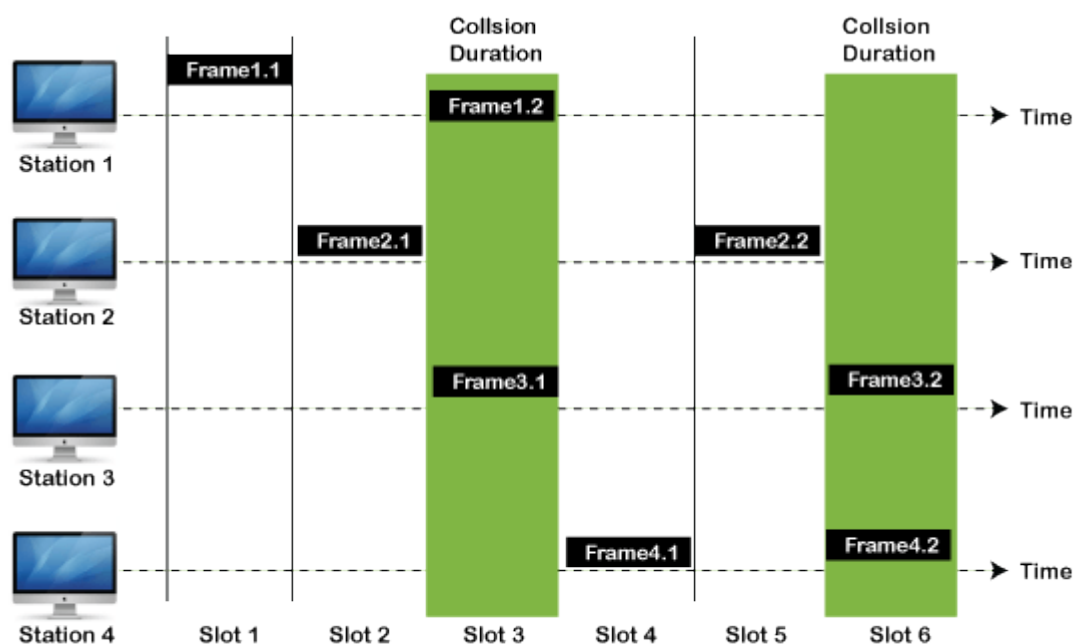 Collsion
Duration
Collsion
Duration
Frame1.1
Frame1.2
Time
Station 1
Frame2.1
Frame2.2
Time
Station 2
Frame3.1
Frame3.2
Time
Station 3
Frame4.1
Frame4.2
Time
Station 4
Slot 1
Slot 2
Slot 3
Slot 4
Slot 5
Slot 6